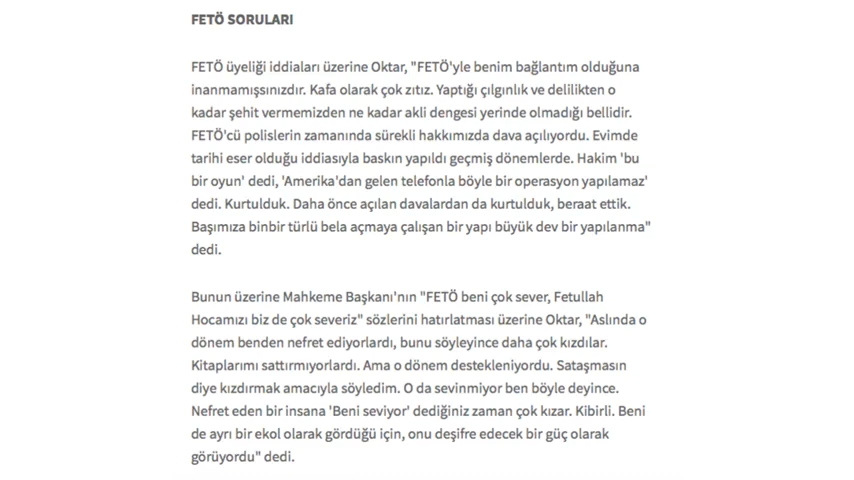 FETÖ SORULARI
FETÖ üyeliği iddiaları üzerine Oktar, "FETÖ'yle benim bağlantım olduğuna
inanmamışsınızdır. Kafa olarak çok zıtız. Yaptığı çılgınlık ve delilikten o
kadar şehit vermemizden ne kadar akli dengesi yerinde olmadığı bellidir.
FETÖ'cü polislerin zamanında sürekli hakkımızda dava açılıyordu. Evimde
tarihi eser olduğu iddiasıyla baskın yapıldı geçmiş dönemlerde. Hakim 'bu
bir oyun' dedi, 'Amerika'dan gelen telefonla böyle bir operasyon yapılamaz'
dedi. Kurtulduk. Daha önce açılan davalardan da kurtulduk, beraat ettik.
Başımıza binbir türlü bela açmaya çalışan bir yapı büyük dev bir yapılanma"
dedi.
Bunun üzerine Mahkeme Başkanı'nın "FETÖ beni çok sever, Fetullah
Hocamızı biz de çok severiz" sözlerini hatırlatması üzerine Oktar, "Aslında o
dönem benden nefret ediyorlardı, bunu söyleyince daha çok kızdılar.
Kitaplarımı sattırmıyorlardı. Ama o dönem destekleniyordu. Sataşmasın
diye kızdırmak amacıyla söyledim. O da sevinmiyor ben böyle deyince.
Nefret eden bir insana 'Beni seviyor' dediğiniz zaman çok kızar. Kibirli. Beni
de ayrı bir ekol olarak gördüğü için, onu deşifre edecek bir güç olarak
görüyordu" dedi.